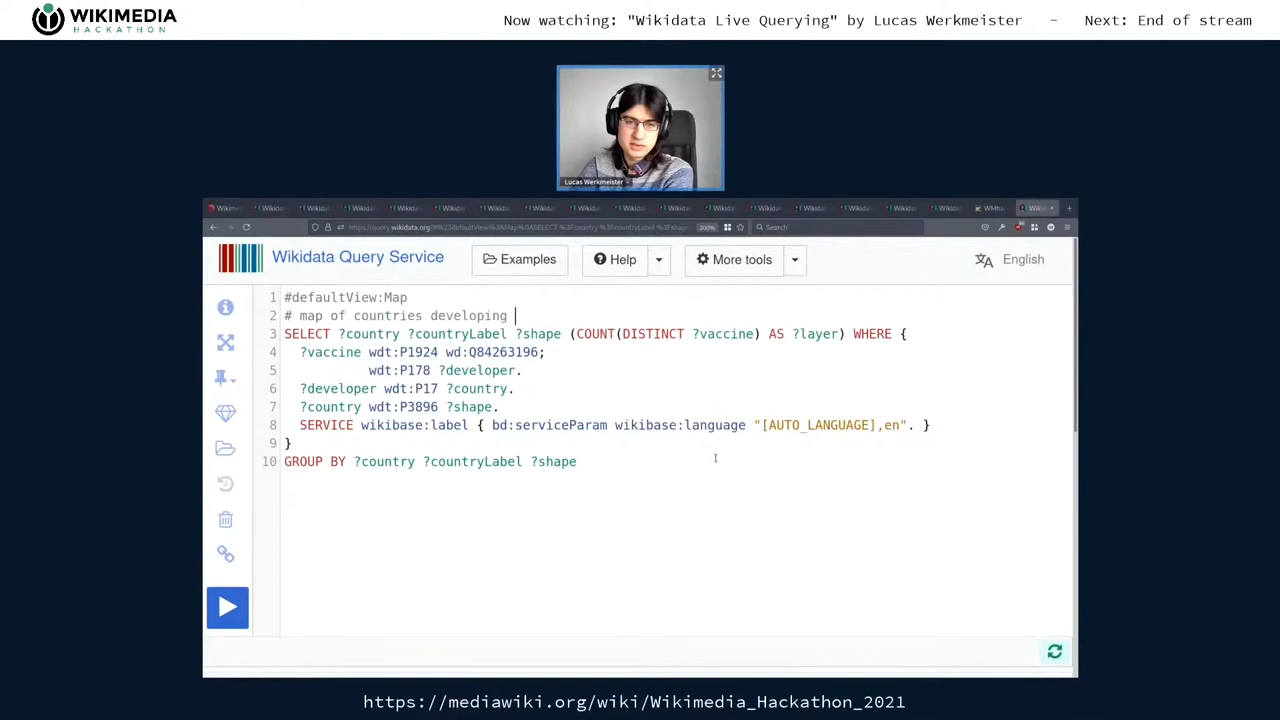 WIKIMEDIA
HACKATHON
Now watching: "Wikidata Live Querying" by Lucas Werkmeister - Next: End of stream
Lucas Werkmeister
200% Search
Wikidata Query Service
Examples
Help
More tools
English
1 #defaultView:Map
2 # map of countries developing
3 SELECT ?country ?countryLabel ?shape (COUNT(DISTINCT ?vaccine) AS ?layer) WHERE {
4 ?vaccine wdt:P1924 wd:Q84263196;
5 wdt:P178 ?developer.
6 ?developer wdt:P17 ?country.
7 ?country wdt:P3896 ?shape.
8 SERVICE wikibase:label { bd:serviceParam wikibase:language "[AUTO_LANGUAGE],en". }
9 }
10 GROUP BY ?country ?countryLabel ?shape
https://mediawiki.org/wiki/Wikimedia_Hackathon_2021